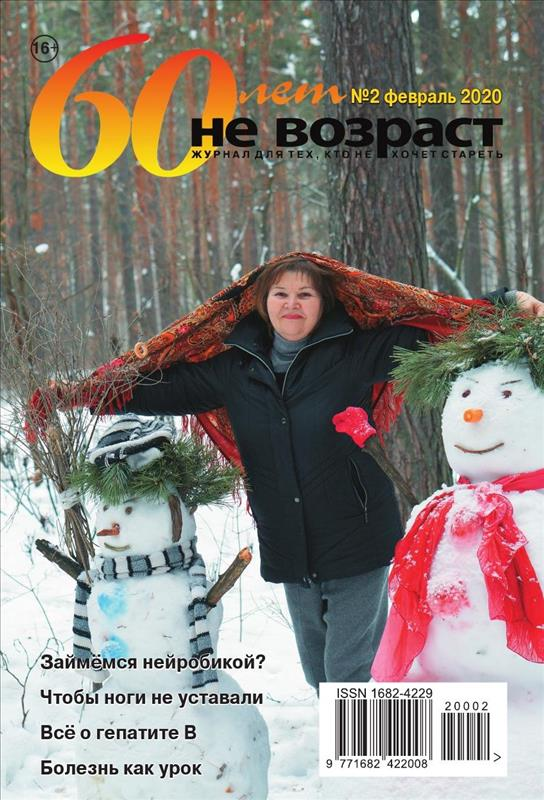 16+
60 лет
№2 февраль 2020
не возраст
ЖУРНАЛ ДЛЯ ТЕХ, КТО НЕ ХОЧЕТ СТАРЕТЬ
Займёмся нейробикой?
Чтобы ноги не уставали
Всё о гепатите В
Болезнь как урок
ISSN 1682-4229
20002
9 771682 422008 >